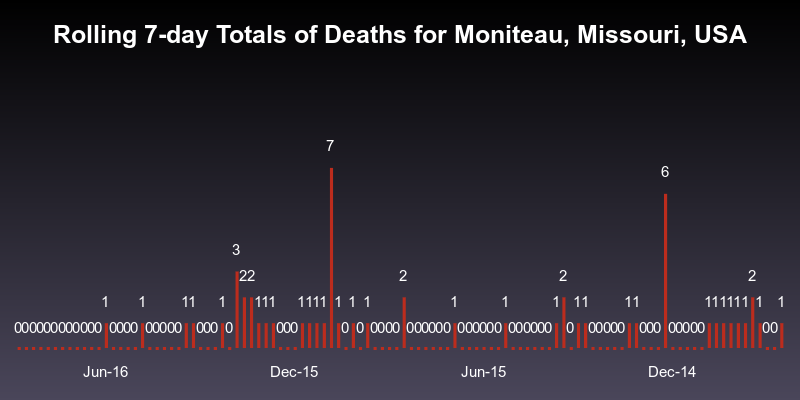 Rolling 7-day Totals of Deaths for Moniteau, Missouri, USA
7
6
3
22 2 2 2
1 1 11 1 111 1111 1 1 1 1 1 1 11 11 111111 1 1
000000000000 0000 00000 000 0 000 0 0 0000 000000 000000 000000 0 00000 000 00000 00
Jun-16 Dec-15 Jun-15 Dec-14